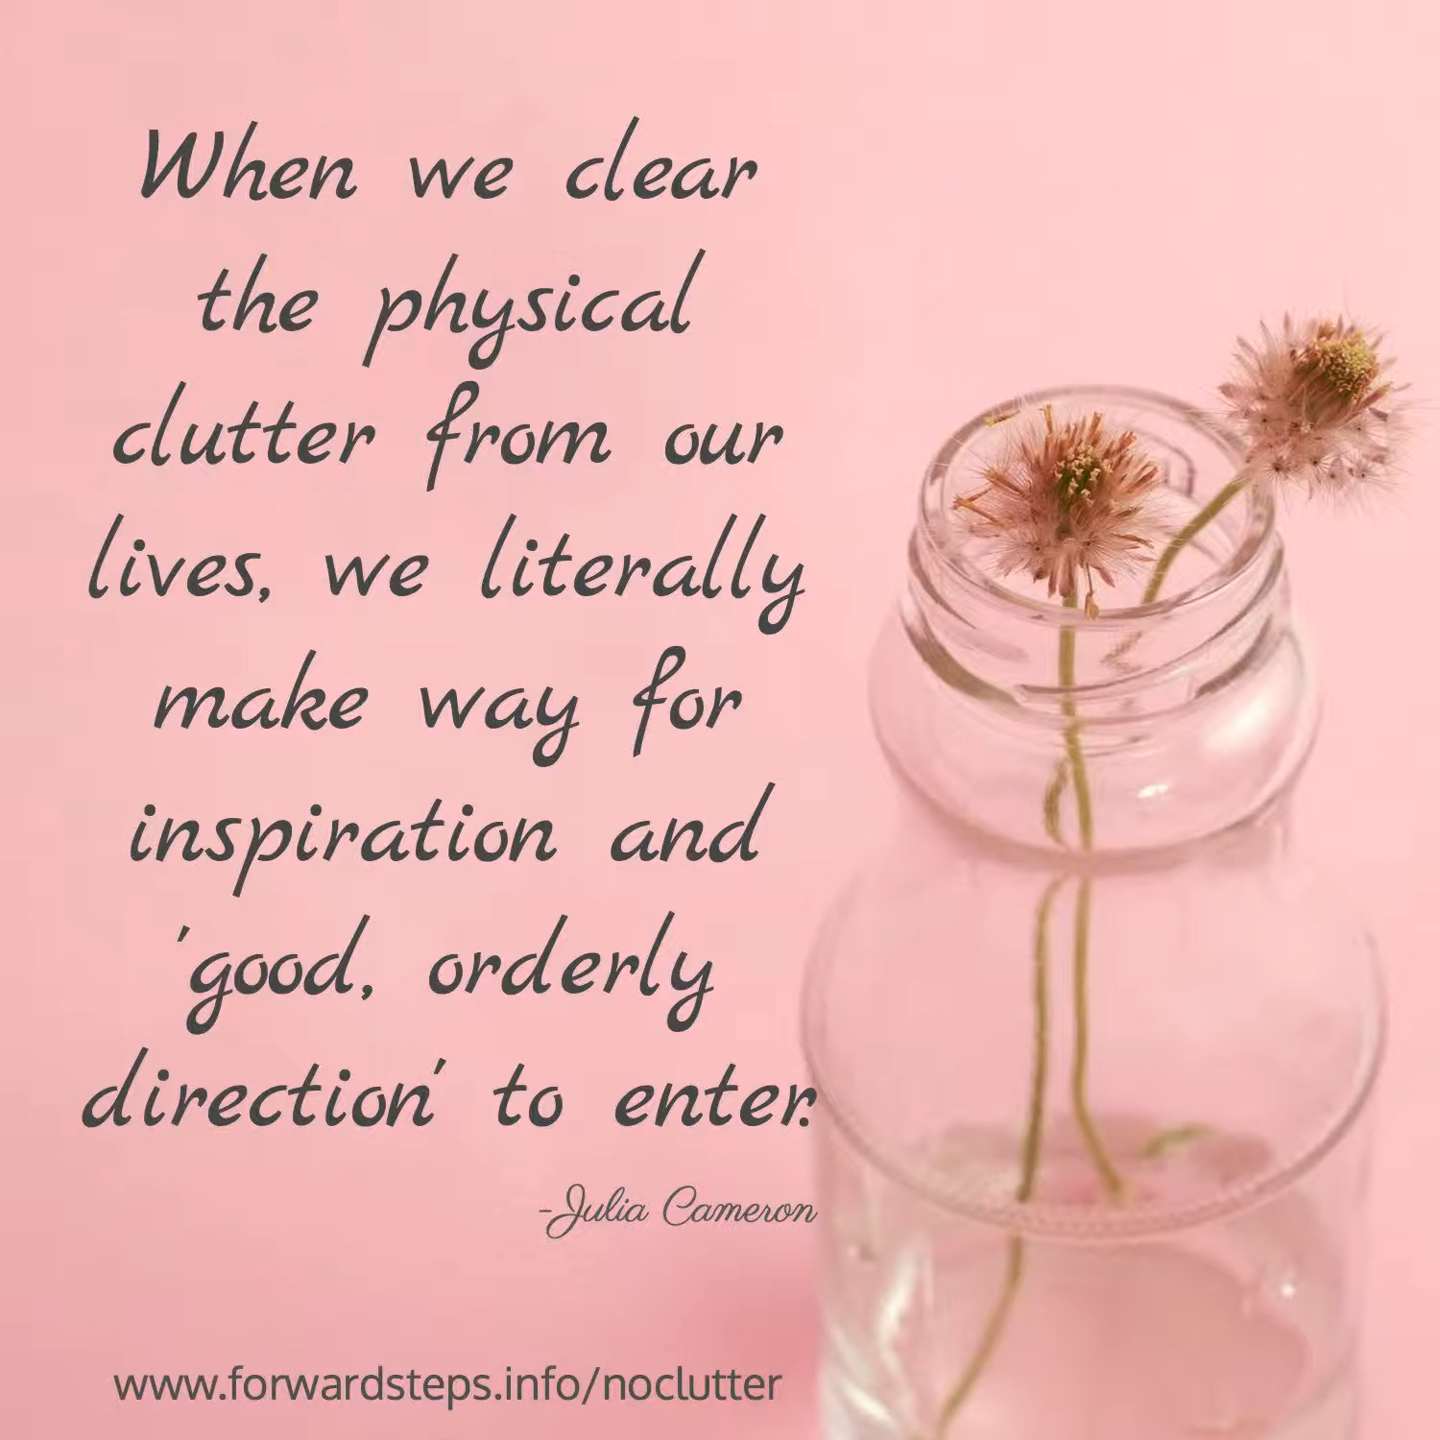 When we clear
the physical
clutter from our
lives, we literally
make way for
inspiration and
'good, orderly
direction' to enter.
-Julia Cameron
www.forwardsteps.info/noclutter